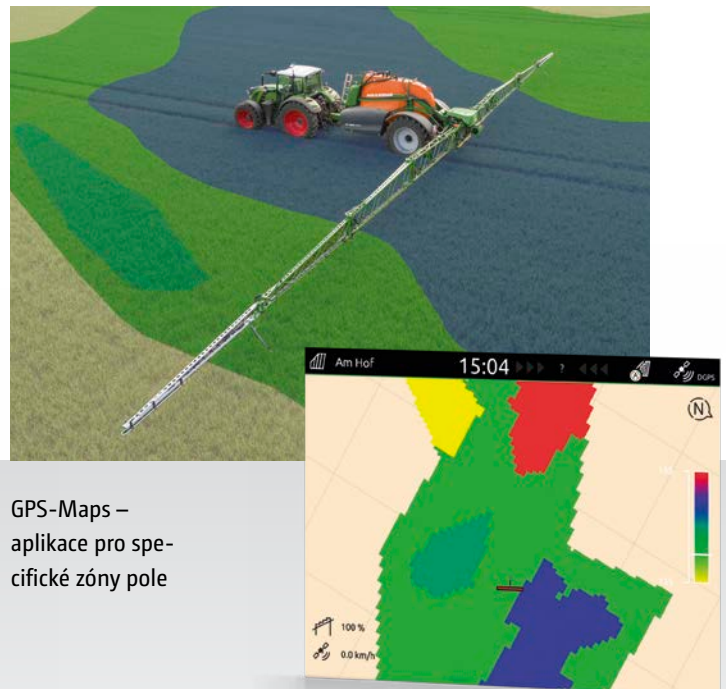 Am Hof
15:04
?
DGPS
N
100 %
0.0 km/h
GPS-Maps –
aplikace pro spe-
cifické zóny pole